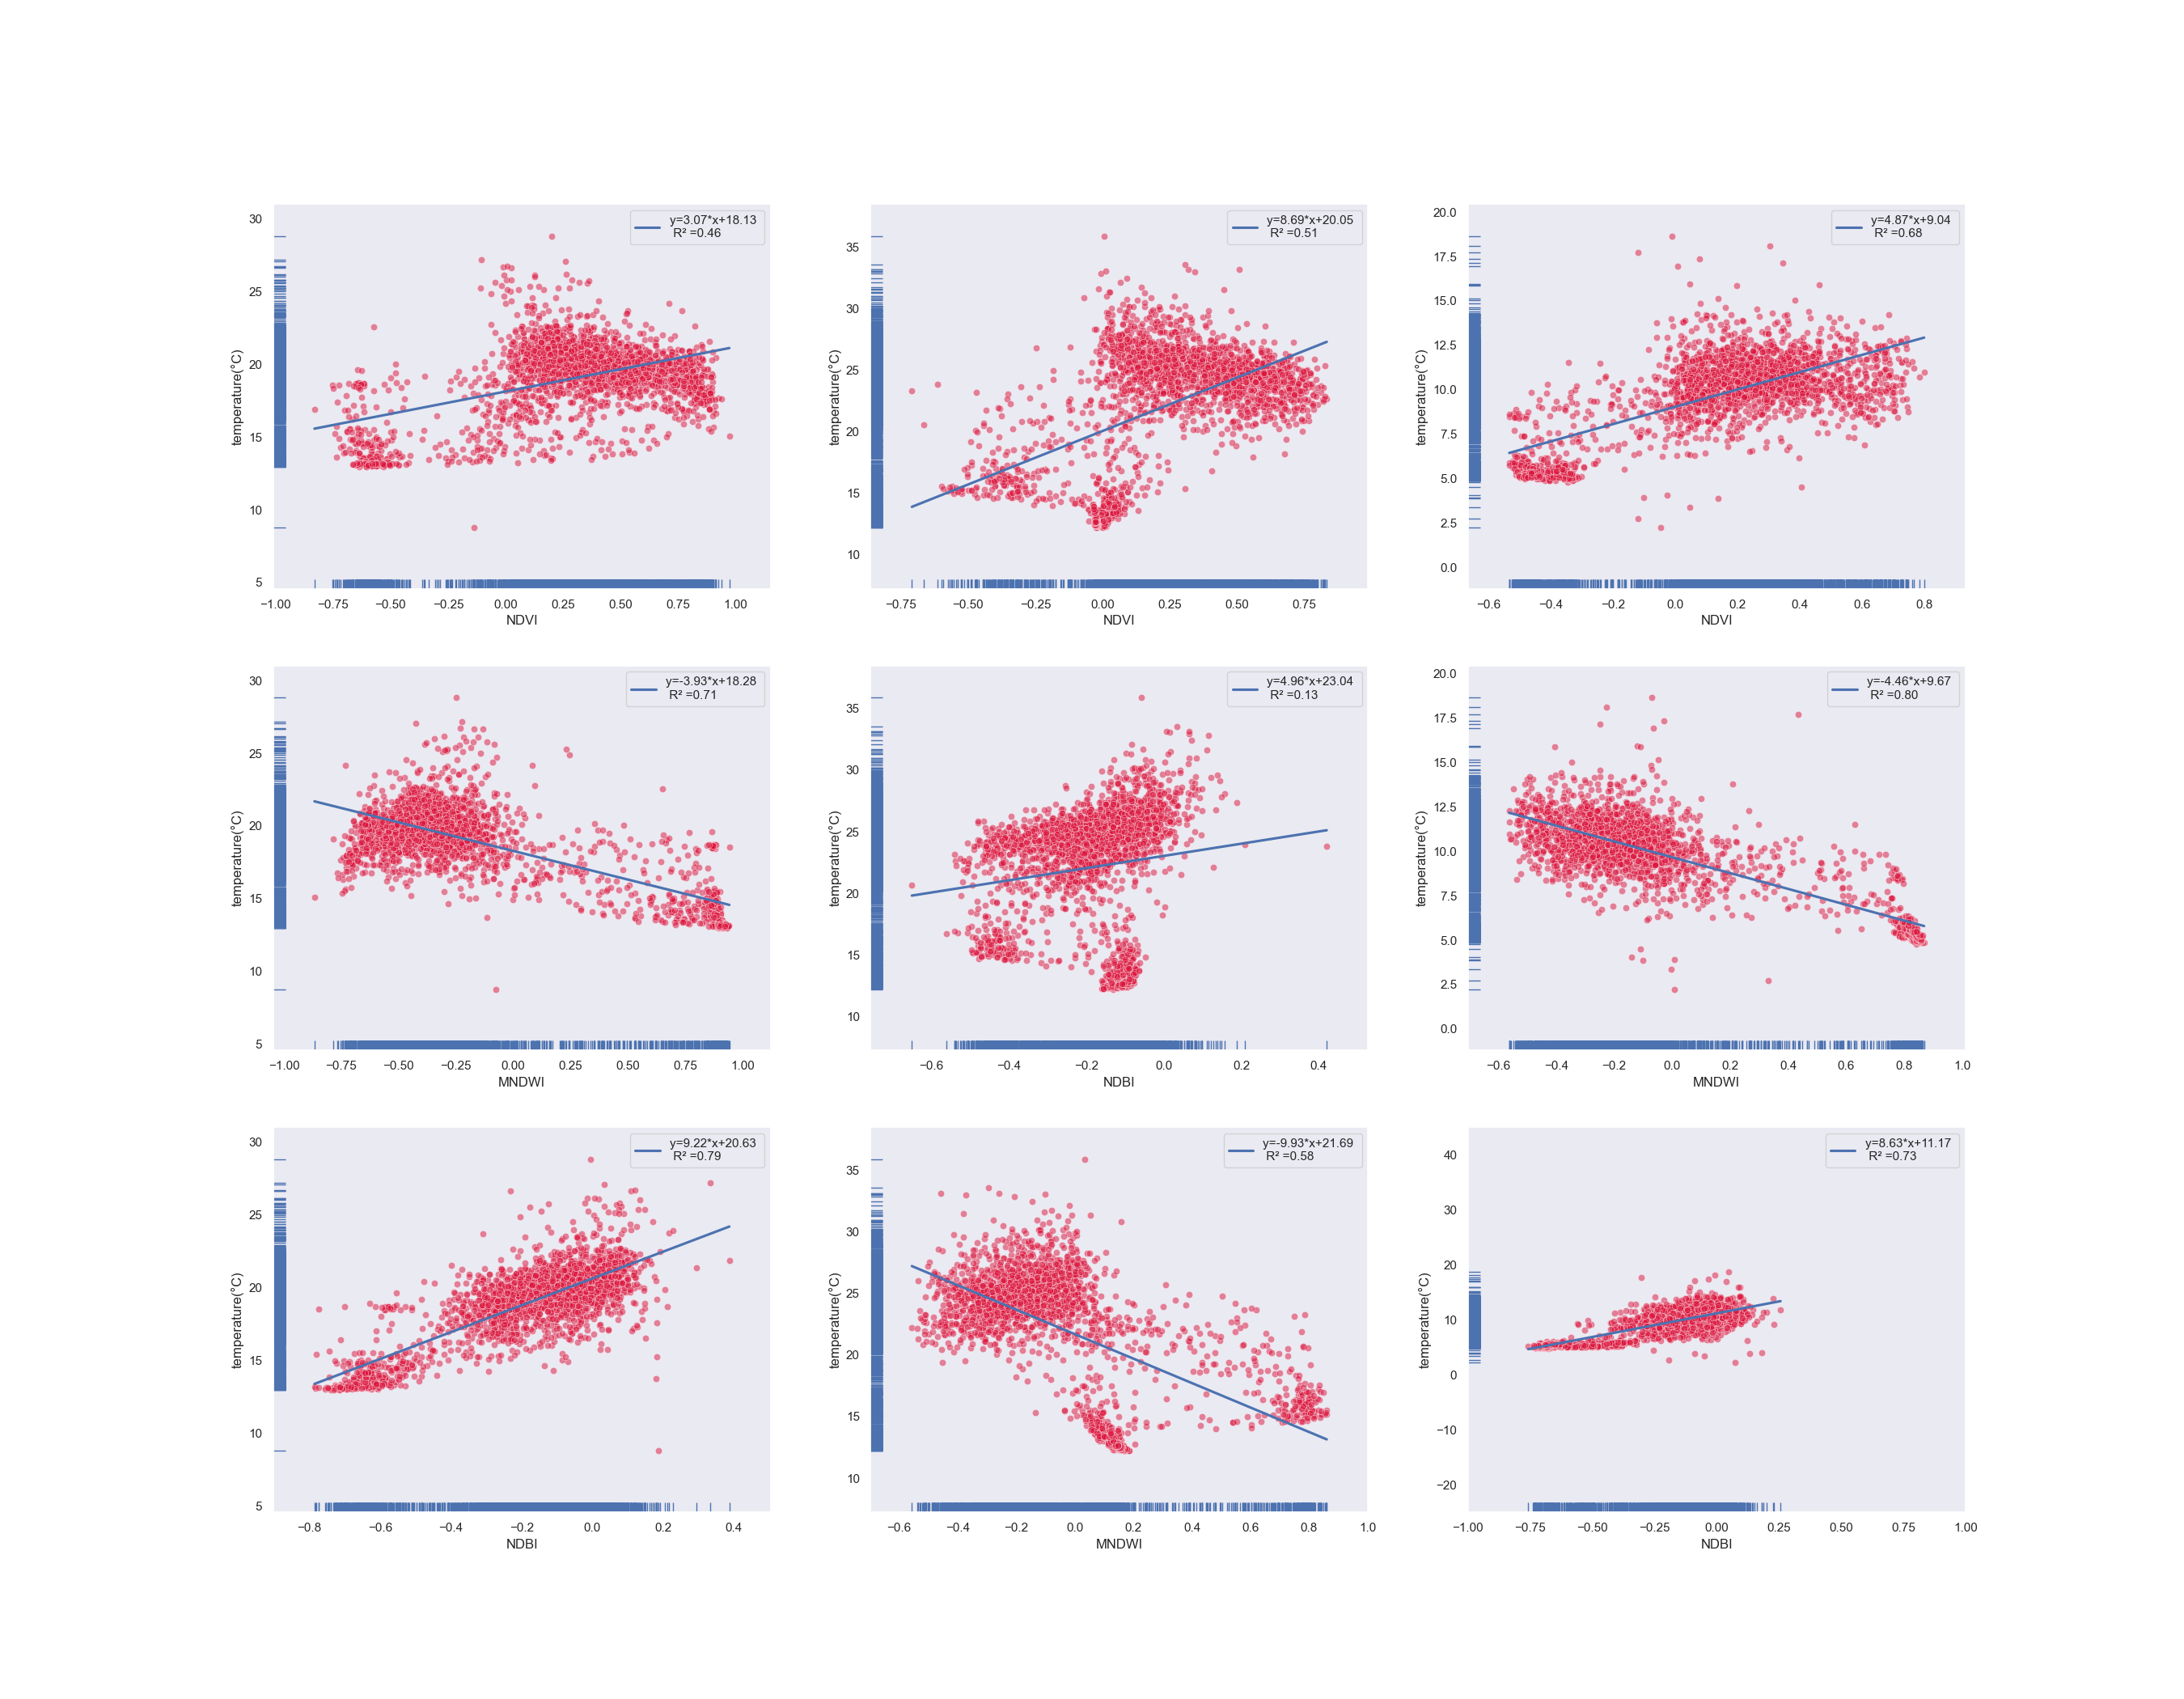 30
25
20
15
10
5
temperature(°C)
y=3.07*x+18.13
R² =0.46
−1.00 −0.75 −0.50 −0.25 0.00 0.25 0.50 0.75 1.00
NDVI
35
30
25
20
15
10
temperature(°C)
y=8.69*x+20.05
R² =0.51
−0.75 −0.50 −0.25 0.00 0.25 0.50 0.75
NDVI
20.0
17.5
15.0
12.5
10.0
7.5
5.0
2.5
0.0
temperature(°C)
y=4.87*x+9.04
R² =0.68
−0.6 −0.4 −0.2 0.0 0.2 0.4 0.6 0.8
NDVI
30
25
20
15
10
5
temperature(°C)
y=-3.93*x+18.28
R² =0.71
−1.00 −0.75 −0.50 −0.25 0.00 0.25 0.50 0.75 1.00
MNDWI
35
30
25
20
15
10
temperature(°C)
y=4.96*x+23.04
R² =0.13
−0.6 −0.4 −0.2 0.0 0.2 0.4
NDBI
20.0
17.5
15.0
12.5
10.0
7.5
5.0
2.5
0.0
temperature(°C)
y=-4.46*x+9.67
R² =0.80
−0.6 −0.4 −0.2 0.0 0.2 0.4 0.6 0.8 1.0
MNDWI
30
25
20
15
10
5
temperature(°C)
y=9.22*x+20.63
R² =0.79
−0.8 −0.6 −0.4 −0.2 0.0 0.2 0.4
NDBI
35
30
25
20
15
10
temperature(°C)
y=-9.93*x+21.69
R² =0.58
−0.6 −0.4 −0.2 0.0 0.2 0.4 0.6 0.8 1.0
MNDWI
40
30
20
10
0
−10
−20
temperature(°C)
y=8.63*x+11.17
R² =0.73
−1.00 −0.75 −0.50 −0.25 0.00 0.25 0.50 0.75 1.00
NDBI